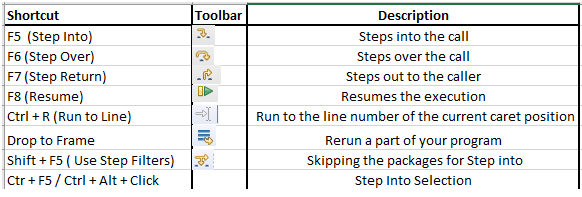 Shortcut Toolbar Description
F5 (Step Into) Steps into the call
F6 (Step Over) Steps over the call
F7 (Step Return) Steps out to the caller
F8 (Resume) Resumes the execution
Ctrl + R (Run to Line) Run to the line number of the current caret position
Drop to Frame Rerun a part of your program
Shift + F5 ( Use Step Filters) Skipping the packages for Step into
Ctr + F5 / Ctrl + Alt + Click Step Into Selection